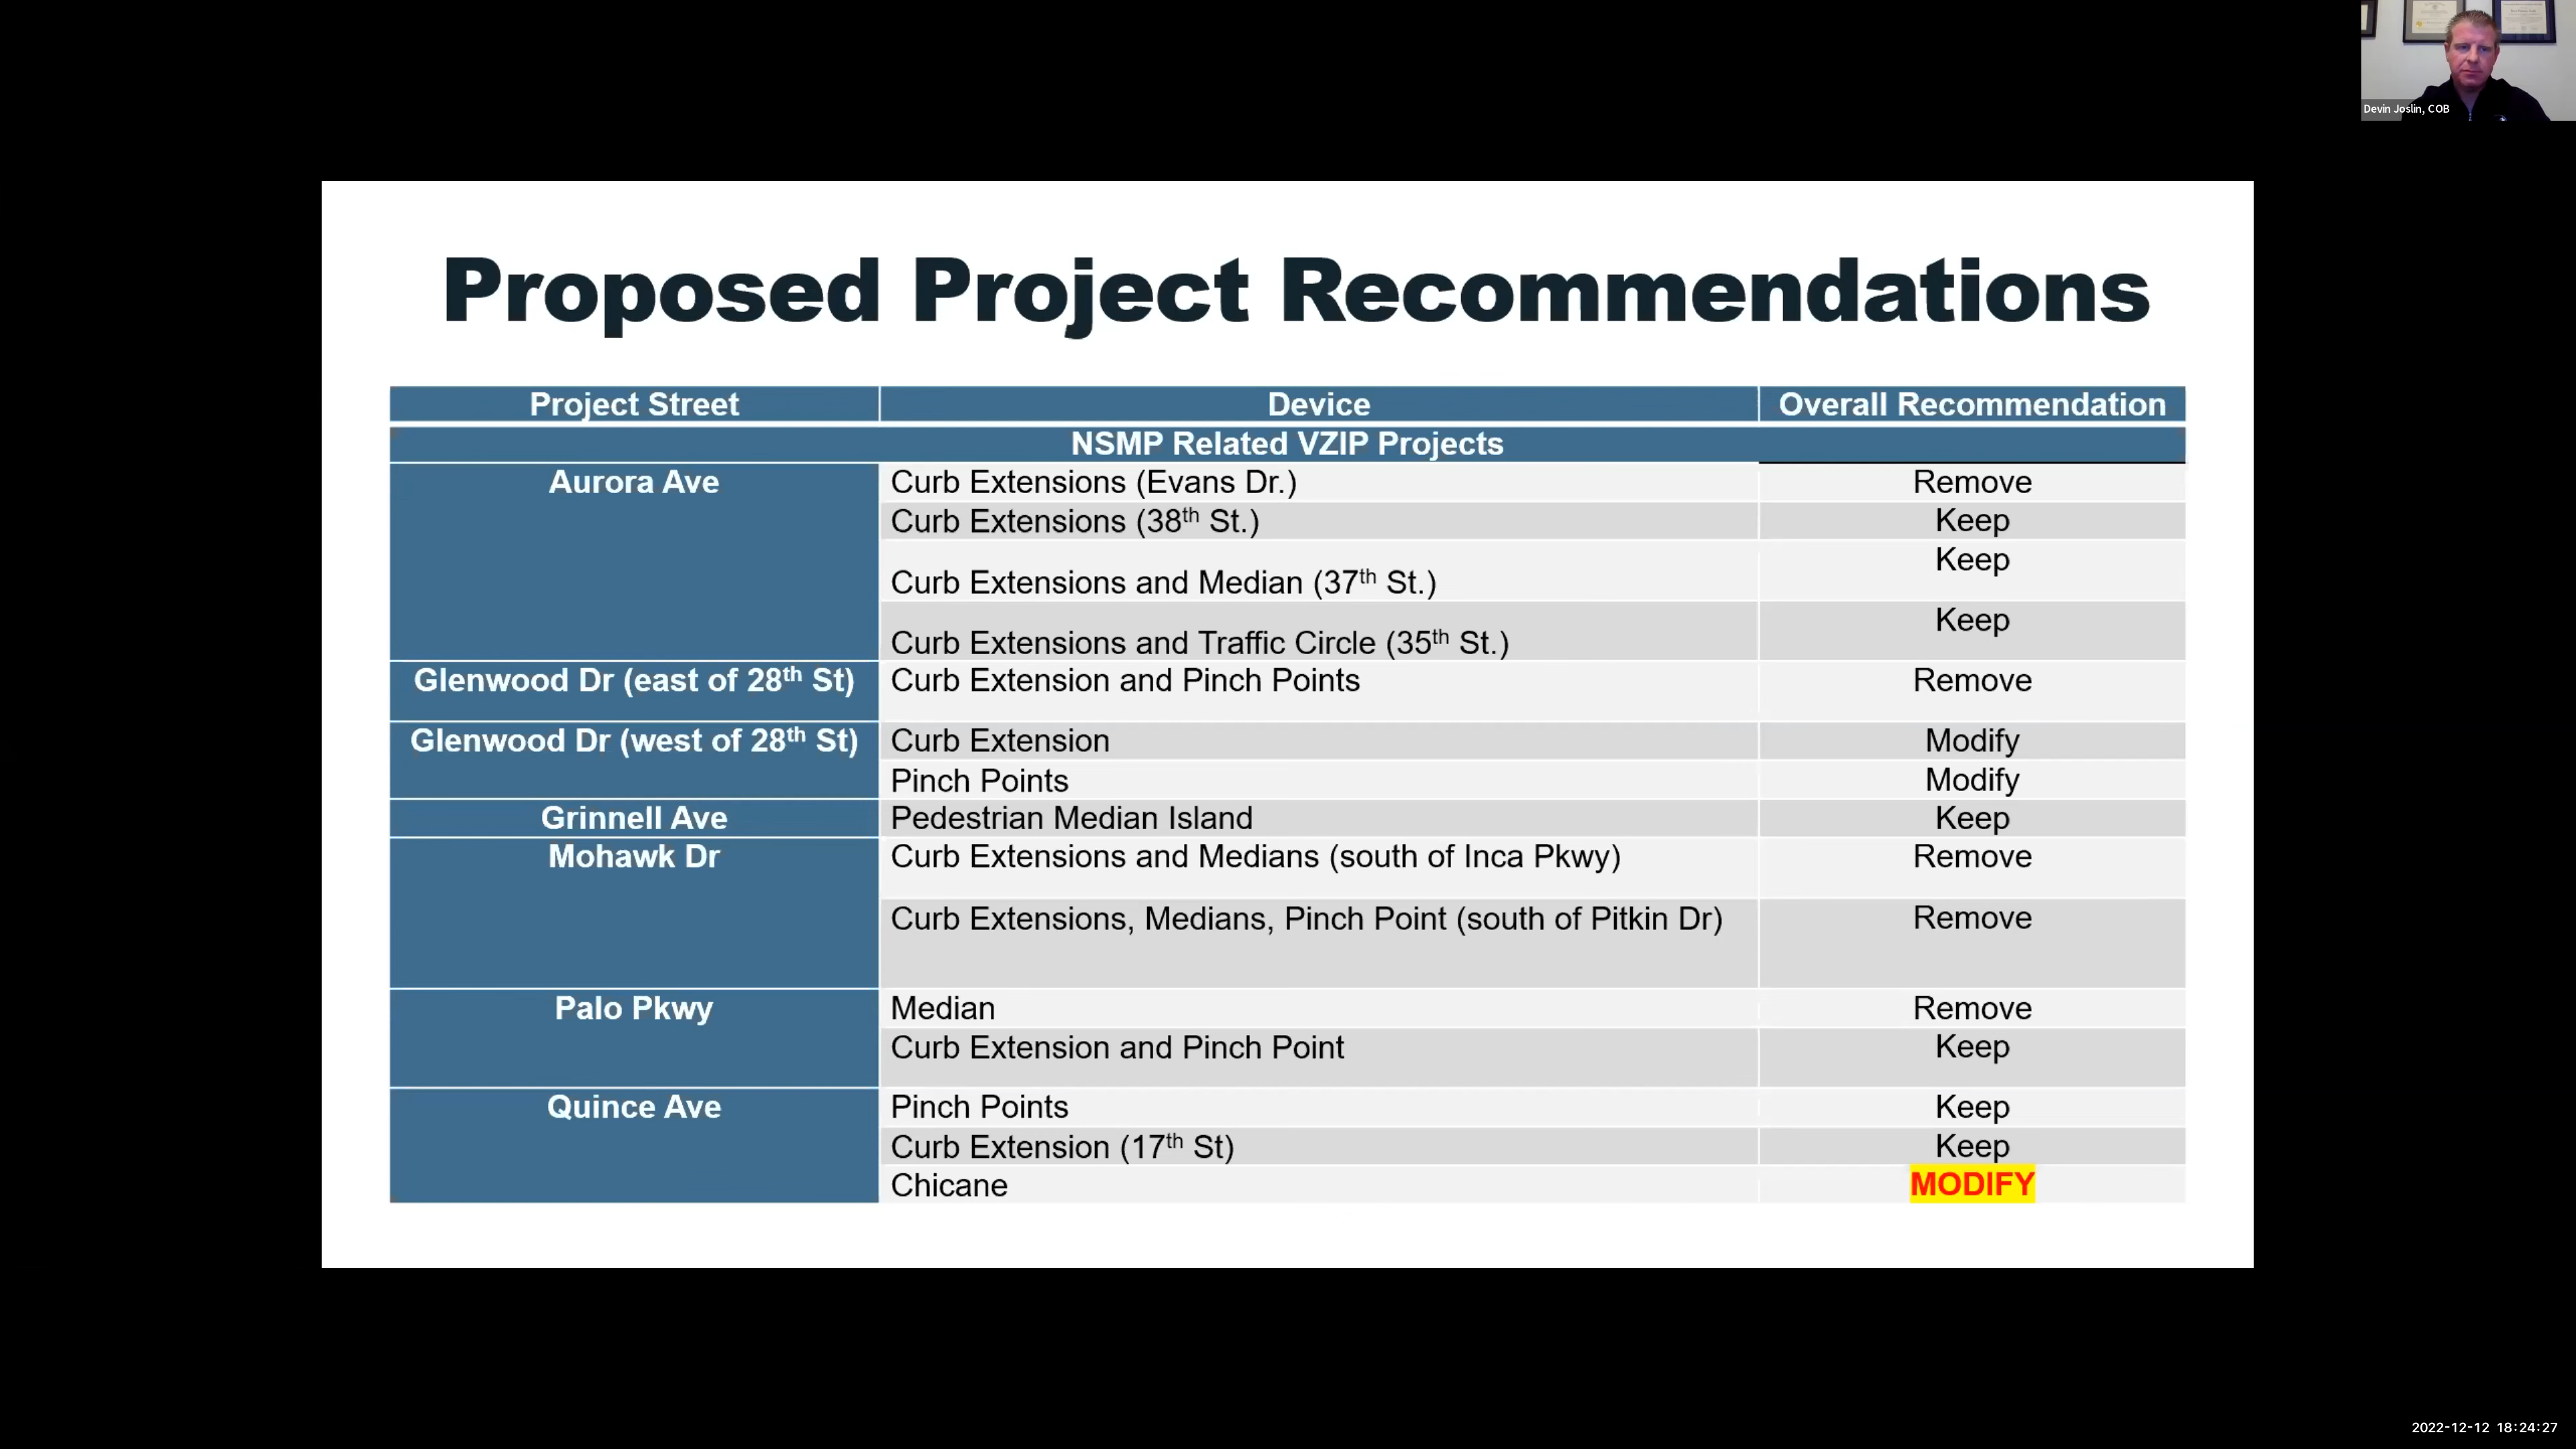 Devin Joslin, COB
Proposed Project Recommendations
Project Street Device Overall Recommendation
NSMP Related VZIP Projects
Aurora Ave Curb Extensions (Evans Dr.) Remove
Curb Extensions (38th St.) Keep
Curb Extensions and Median (37th St.) Keep
Curb Extensions and Traffic Circle (35th St.) Keep
Glenwood Dr (east of 28th St) Curb Extension and Pinch Points Remove
Glenwood Dr (west of 28th St) Curb Extension Modify
Pinch Points Modify
Grinnell Ave Pedestrian Median Island Keep
Mohawk Dr Curb Extensions and Medians (south of Inca Pkwy) Remove
Curb Extensions, Medians, Pinch Point (south of Pitkin Dr) Remove
Palo Pkwy Median Remove
Curb Extension and Pinch Point Keep
Quince Ave Pinch Points Keep
Curb Extension (17th St) Keep
Chicane MODIFY
2022-12-12 18:24:27